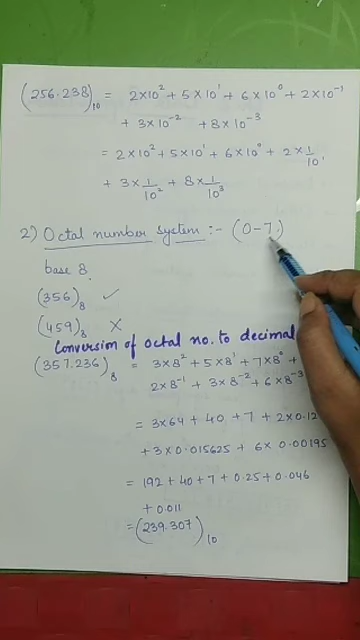 (256.238)₁₀ = 2×10² + 5×10¹ + 6×10⁰ + 2×10⁻¹
+ 3×10⁻² + 8×10⁻³
= 2×10² + 5×10¹ + 6×10⁰ + 2×1/10¹
+ 3×1/10² + 8×1/10³
2) Octal number system :- (0-7)
base 8.
(356)₈ ✓
(459)₈ X
Conversion of octal no. to decimal
(357.236)₈ = 3×8² + 5×8¹ + 7×8⁰ +
2×8⁻¹ + 3×8⁻² + 6×8⁻³
= 3×64 + 40 + 7 + 2×0.12
+ 3×0.015625 + 6×0.00195
= 192 + 40 + 7 + 0.25 + 0.046
+ 0.011
= (239.307)₁₀